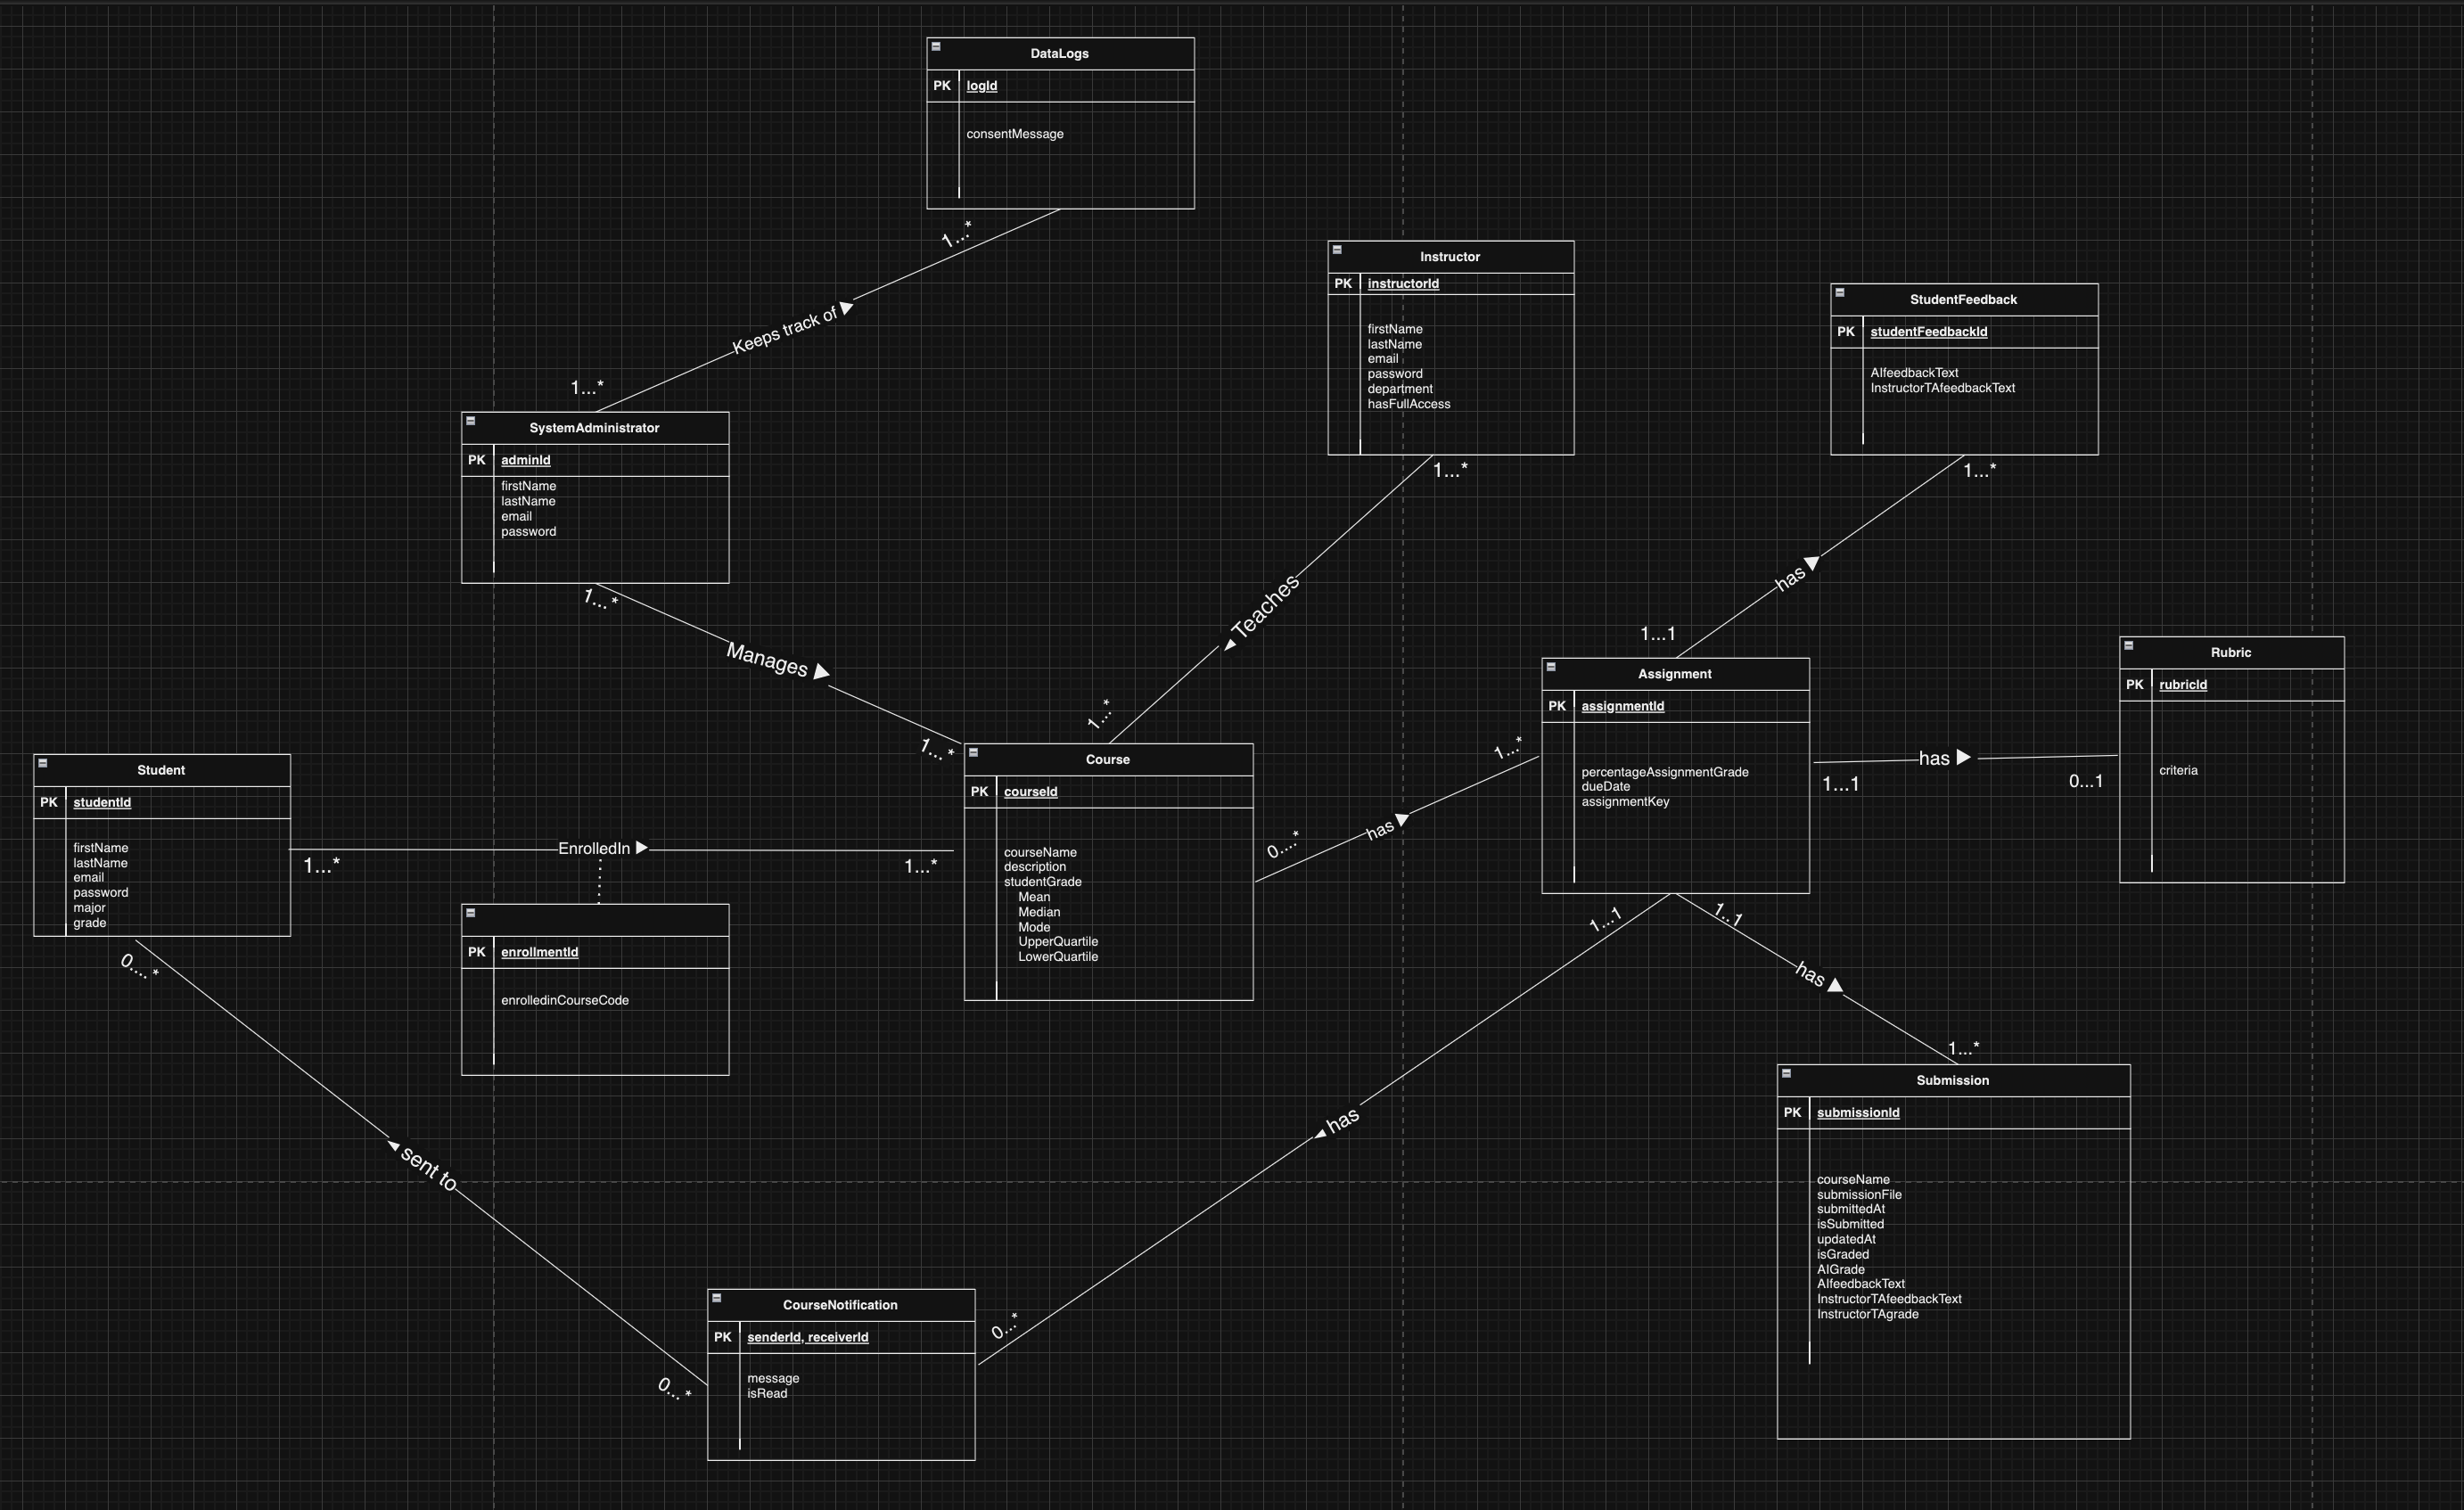 DataLogs
PK logId
consentMessage
1...*
Keeps track of
1...*
Instructor
PK instructorId
firstName
lastName
email
password
department
hasFullAccess
1...*
Teaches
1...*
StudentFeedback
PK studentFeedbackId
AIfeedbackText
InstructorTAfeedbackText
1...*
has
1...1
SystemAdministrator
PK adminId
firstName
lastName
email
password
1...*
Manages
1...*
Student
PK studentId
firstName
lastName
email
password
major
grade
1...*
EnrolledIn
1...*
PK enrollmentId
enrolledinCourseCode
Course
PK courseId
courseName
description
studentGrade
Mean
Median
Mode
UpperQuartile
LowerQuartile
0....*
has
1...*
Assignment
PK assignmentId
percentageAssignmentGrade
dueDate
assignmentKey
1...1
has
0...1
Rubric
PK rubricId
criteria
1...1
has
0...*
1..1
has
1...*
Submission
PK submissionId
courseName
submissionFile
submittedAt
isSubmitted
updatedAt
isGraded
AIGrade
AIfeedbackText
InstructorTAfeedbackText
InstructorTAgrade
0....*
sent to
0...*
CourseNotification
PK senderId, receiverId
message
isRead